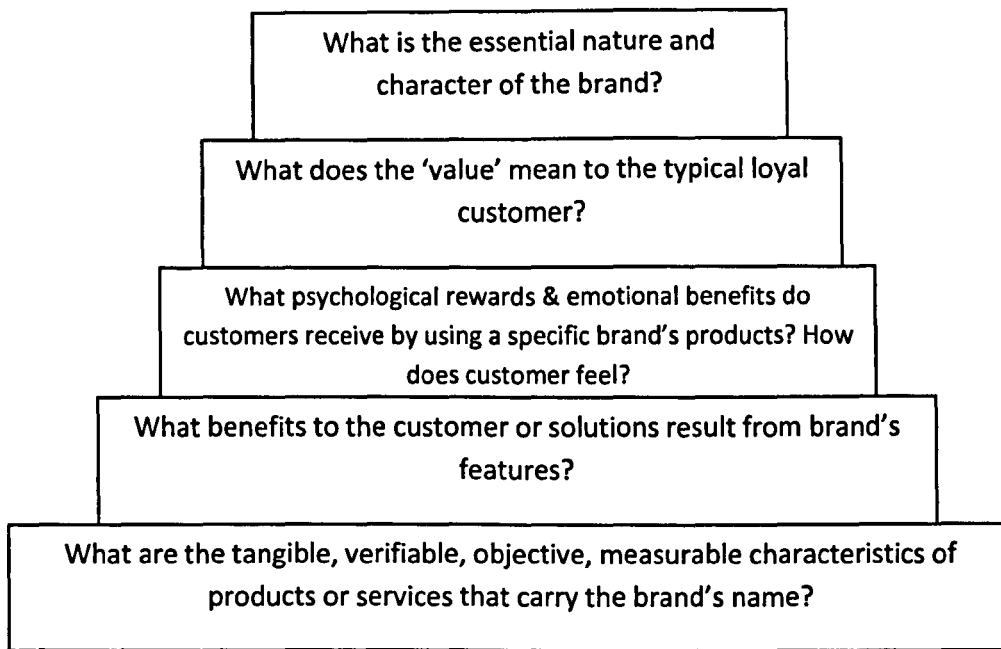 What is the essential nature and
character of the brand?
What does the ‘value’ mean to the typical loyal
customer?
What psychological rewards & emotional benefits do
customers receive by using a specific brand’s products? How
does customer feel?
What benefits to the customer or solutions result from brand’s
features?
What are the tangible, verifiable, objective, measurable characteristics of
products or services that carry the brand’s name?